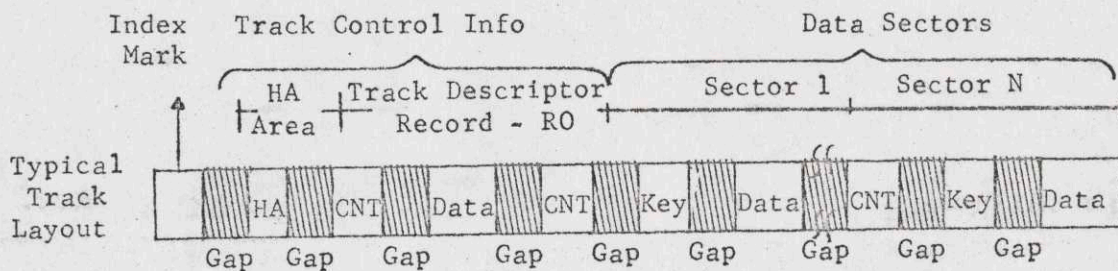 Index Track Control Info Data Sectors
Mark
HA Track Descriptor Sector 1 Sector N
Area Record - RO
Typical
Track HA CNT Data CNT Key Data CNT Key Data
Layout
Gap Gap Gap Gap Gap Gap Gap Gap Gap